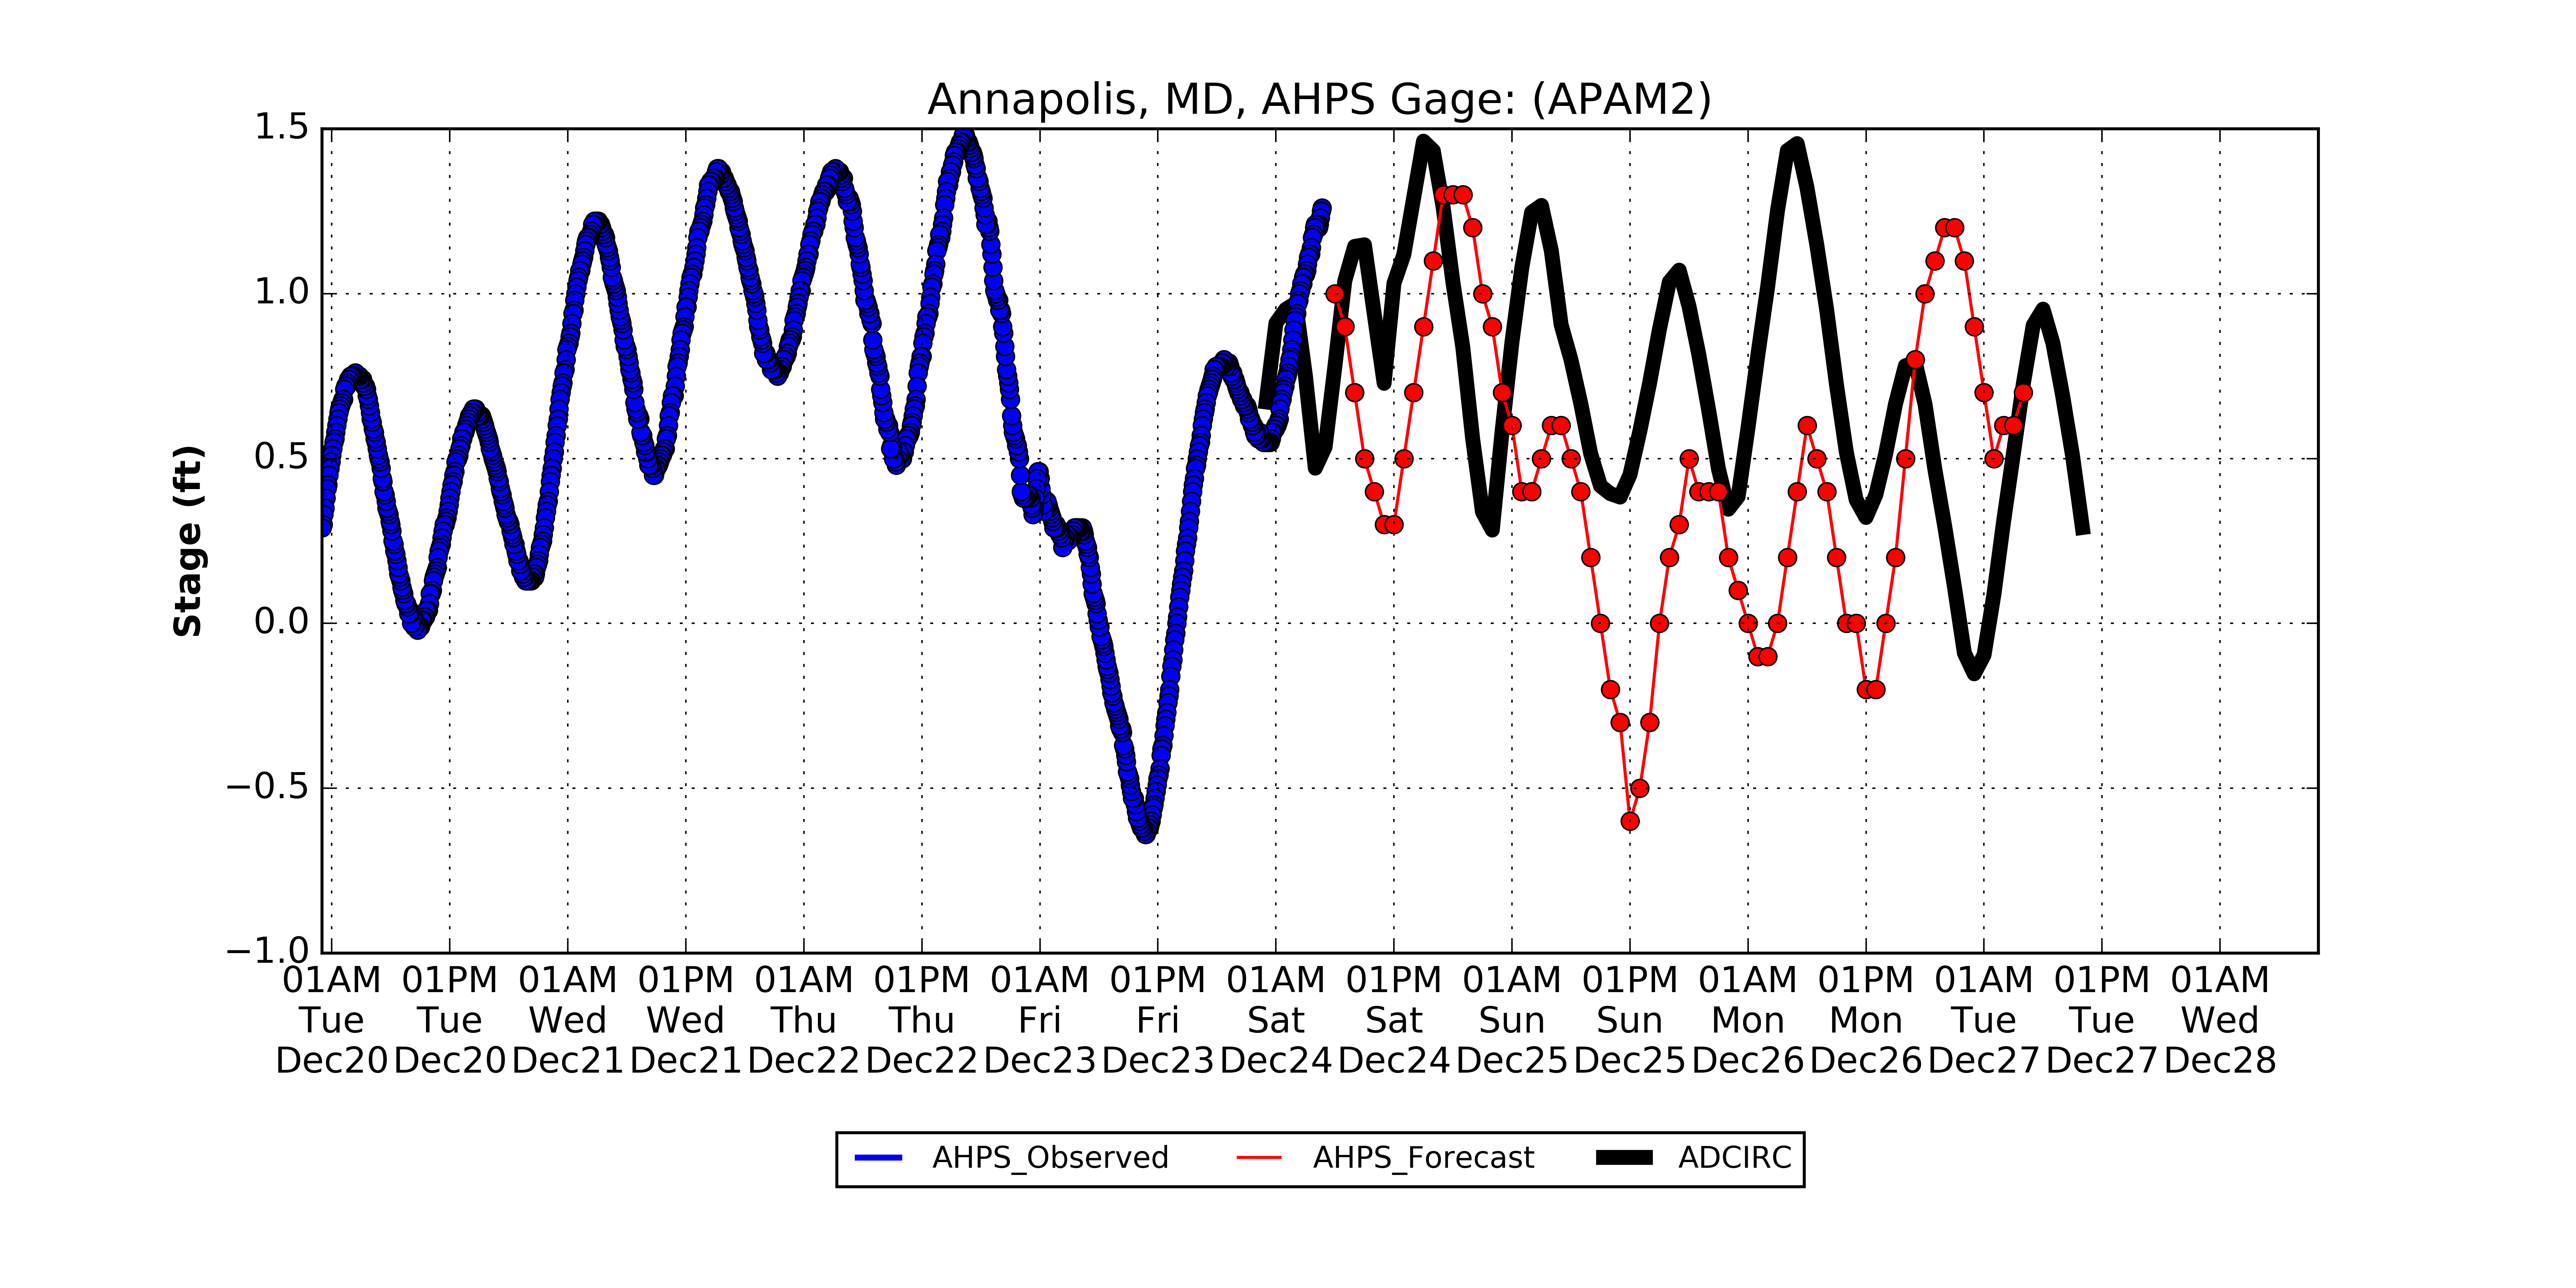 Annapolis, MD, AHPS Gage: (APAM2)
1.5
1.0
0.5
0.0
−0.5
−1.0
Stage (ft)
01AM 01PM 01AM 01PM 01AM 01PM 01AM 01PM 01AM 01PM 01AM 01PM 01AM 01PM 01AM 01PM 01AM
Tue Tue Wed Wed Thu Thu Fri Fri Sat Sat Sun Sun Mon Mon Tue Tue Wed
Dec20 Dec20 Dec21 Dec21 Dec22 Dec22 Dec23 Dec23 Dec24 Dec24 Dec25 Dec25 Dec26 Dec26 Dec27 Dec27 Dec28
AHPS_Observed AHPS_Forecast ADCIRC